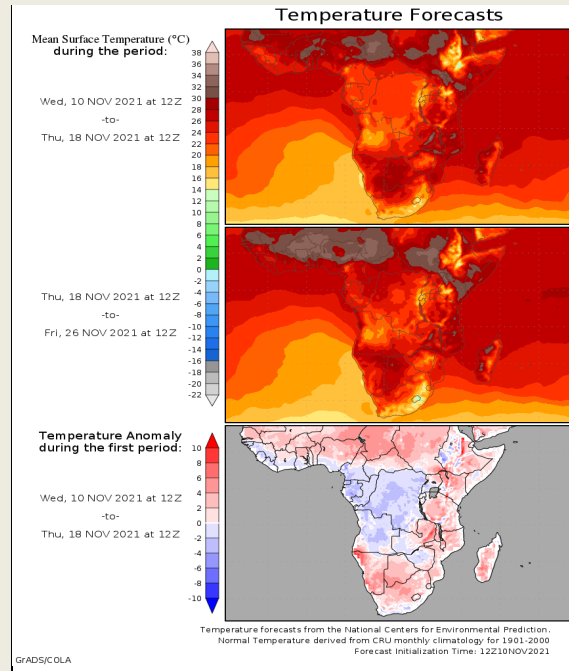 Temperature Forecasts
Mean Surface Temperature (°C)
during the period:
Wed, 10 NOV 2021 at 12Z
-to-
Thu, 18 NOV 2021 at 12Z
38
36
34
32
30
29
28
26
24
22
20
18
16
14
12
10
8
6
4
2
0
-2
-4
-6
-8
-10
-12
-14
-16
-18
-20
-22
Thu, 18 NOV 2021 at 12Z
-to-
Fri, 26 NOV 2021 at 12Z
Temperature Anomaly
during the first period:
Wed, 10 NOV 2021 at 12Z
-to-
Thu, 18 NOV 2021 at 12Z
10
8
6
4
2
0
-2
-4
-6
-8
-10
Temperature forecasts from the National Centers for Environmental Prediction.
Normal Temperature derived from CRU monthly climatology for 1901-2000
Forecast Initialization Time: 12Z10NOV2021
GrADS/COLA